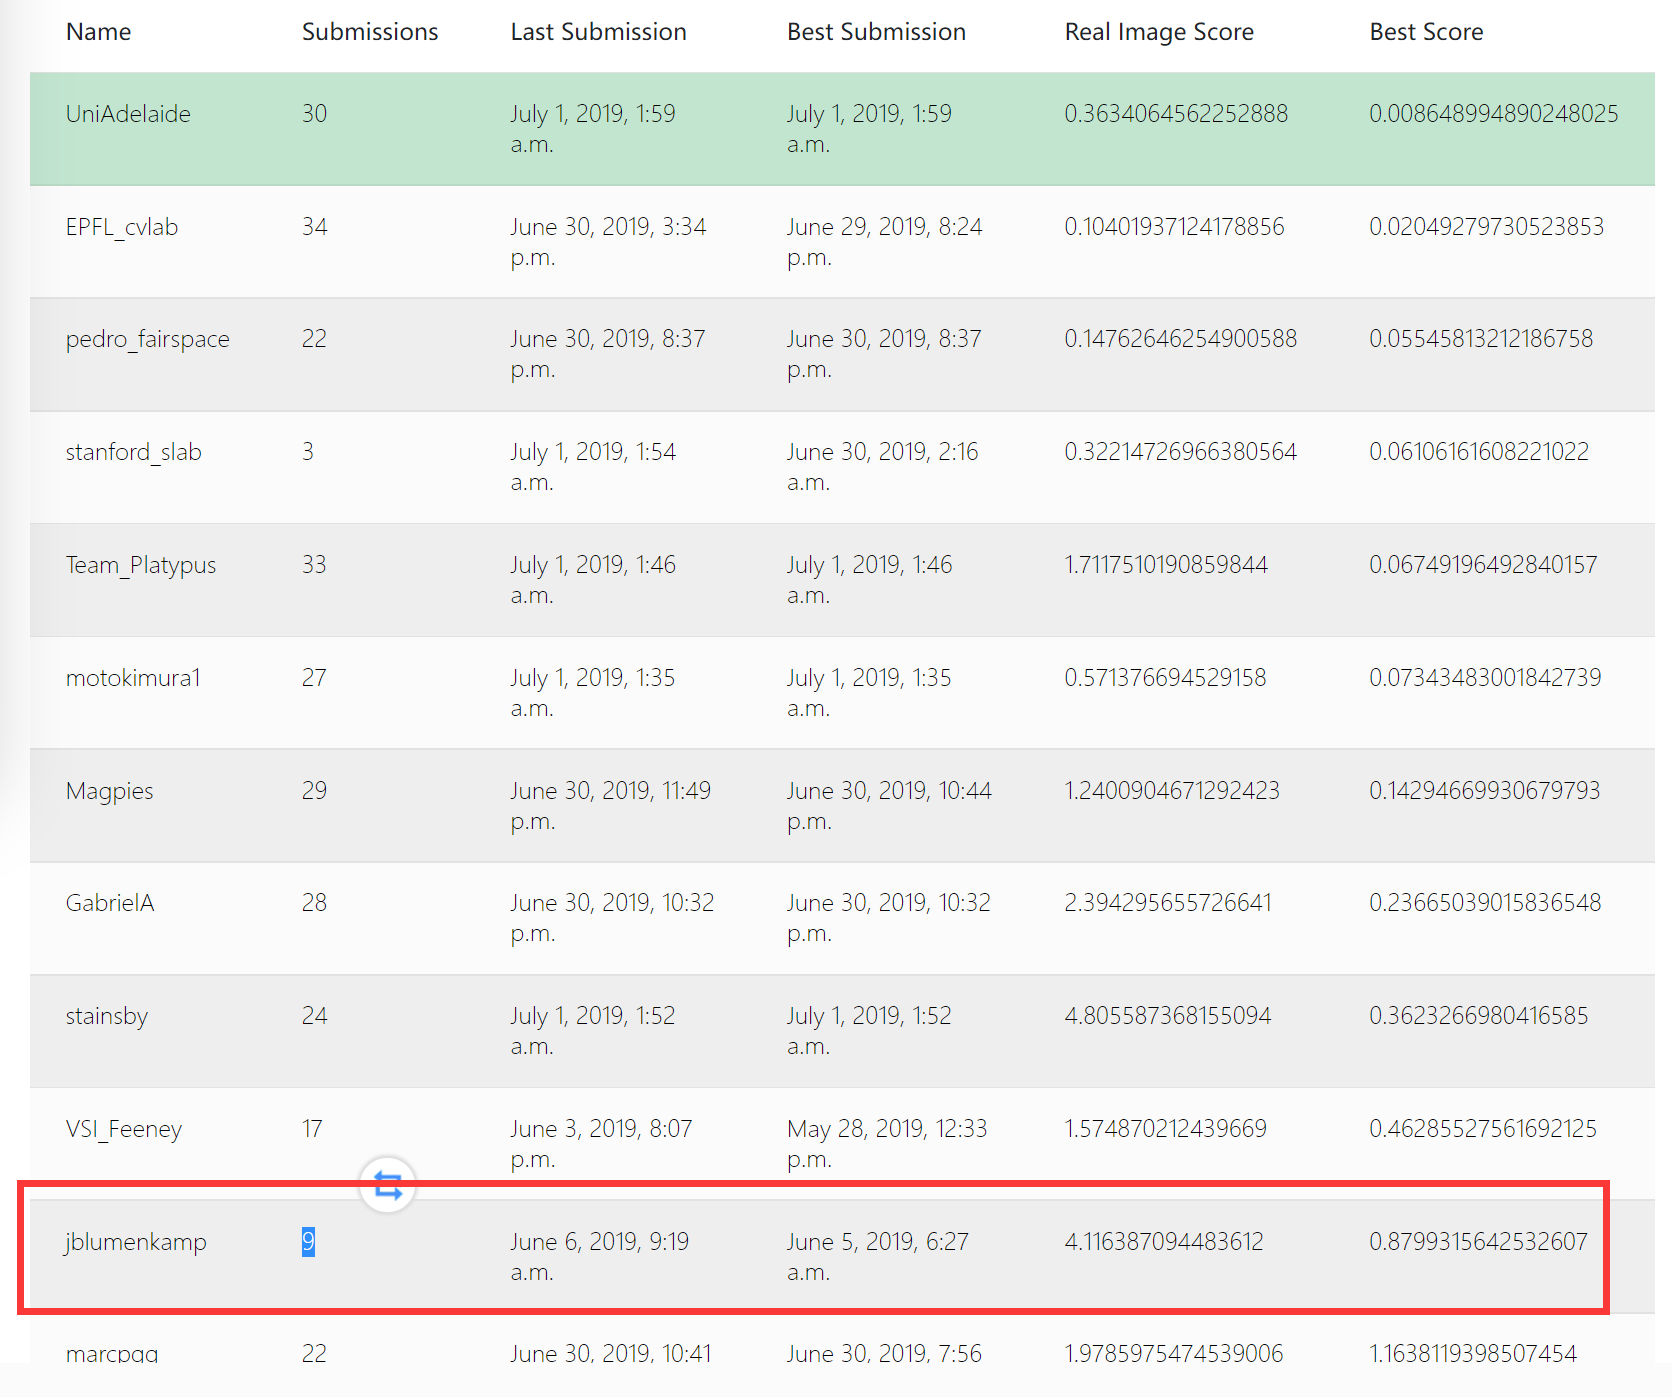 Name Submissions Last Submission Best Submission Real Image Score Best Score
UniAdelaide 30 July 1, 2019, 1:59 July 1, 2019, 1:59 0.3634064562252888 0.008648994890248025
a.m. a.m.
EPFL_cvlab 34 June 30, 2019, 3:34 June 29, 2019, 8:24 0.10401937124178856 0.02049279730523853
p.m. p.m.
pedro_fairspace 22 June 30, 2019, 8:37 June 30, 2019, 8:37 0.14762646254900588 0.05545813212186758
p.m. p.m.
stanford_slab 3 July 1, 2019, 1:54 June 30, 2019, 2:16 0.32214726966380564 0.06106161608221022
a.m. a.m.
Team_Platypus 33 July 1, 2019, 1:46 July 1, 2019, 1:46 1.7117510190859844 0.06749196492840157
a.m. a.m.
motokimura1 27 July 1, 2019, 1:35 July 1, 2019, 1:35 0.571376694529158 0.07343483001842739
a.m. a.m.
Magpies 29 June 30, 2019, 11:49 June 30, 2019, 10:44 1.2400904671292423 0.14294669930679793
p.m. p.m.
GabrielA 28 June 30, 2019, 10:32 June 30, 2019, 10:32 2.394295655726641 0.23665039015836548
p.m. p.m.
stainsby 24 July 1, 2019, 1:52 July 1, 2019, 1:52 4.805587368155094 0.3623266980416585
a.m. a.m.
VSI_Feeney 17 June 3, 2019, 8:07 May 28, 2019, 12:33 1.574870212439669 0.46285527561692125
p.m. p.m.
jblumenkamp 9 June 6, 2019, 9:19 June 5, 2019, 6:27 4.116387094483612 0.8799315642532607
a.m. a.m.
22 June 30, 2019, 10:41 June 30, 2019, 7:56 1.9785975474539006 1.1638119398507454